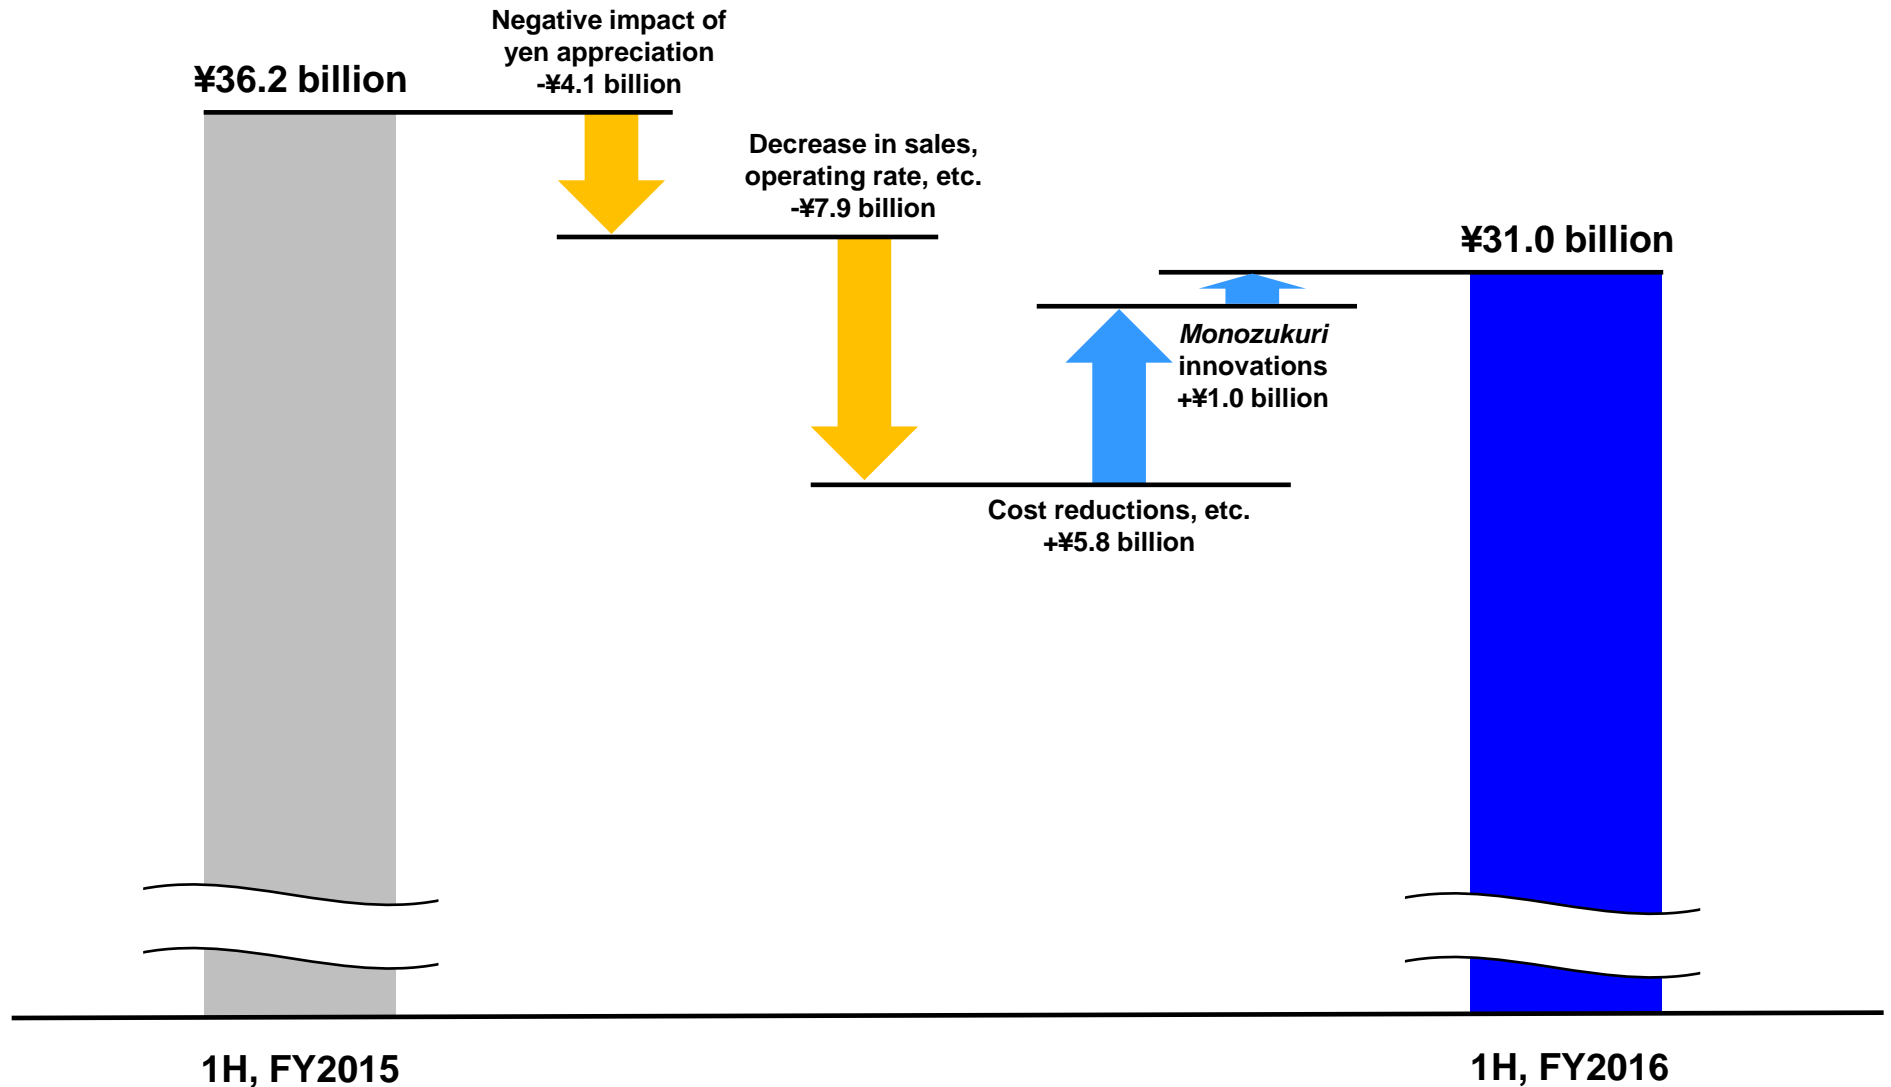 Negative impact of
yen appreciation
-¥4.1 billion
¥36.2 billion
Decrease in sales,
operating rate, etc.
-¥7.9 billion
¥31.0 billion
Monozukuri
innovations
+¥1.0 billion
Cost reductions, etc.
+¥5.8 billion
1H, FY2015
1H, FY2016